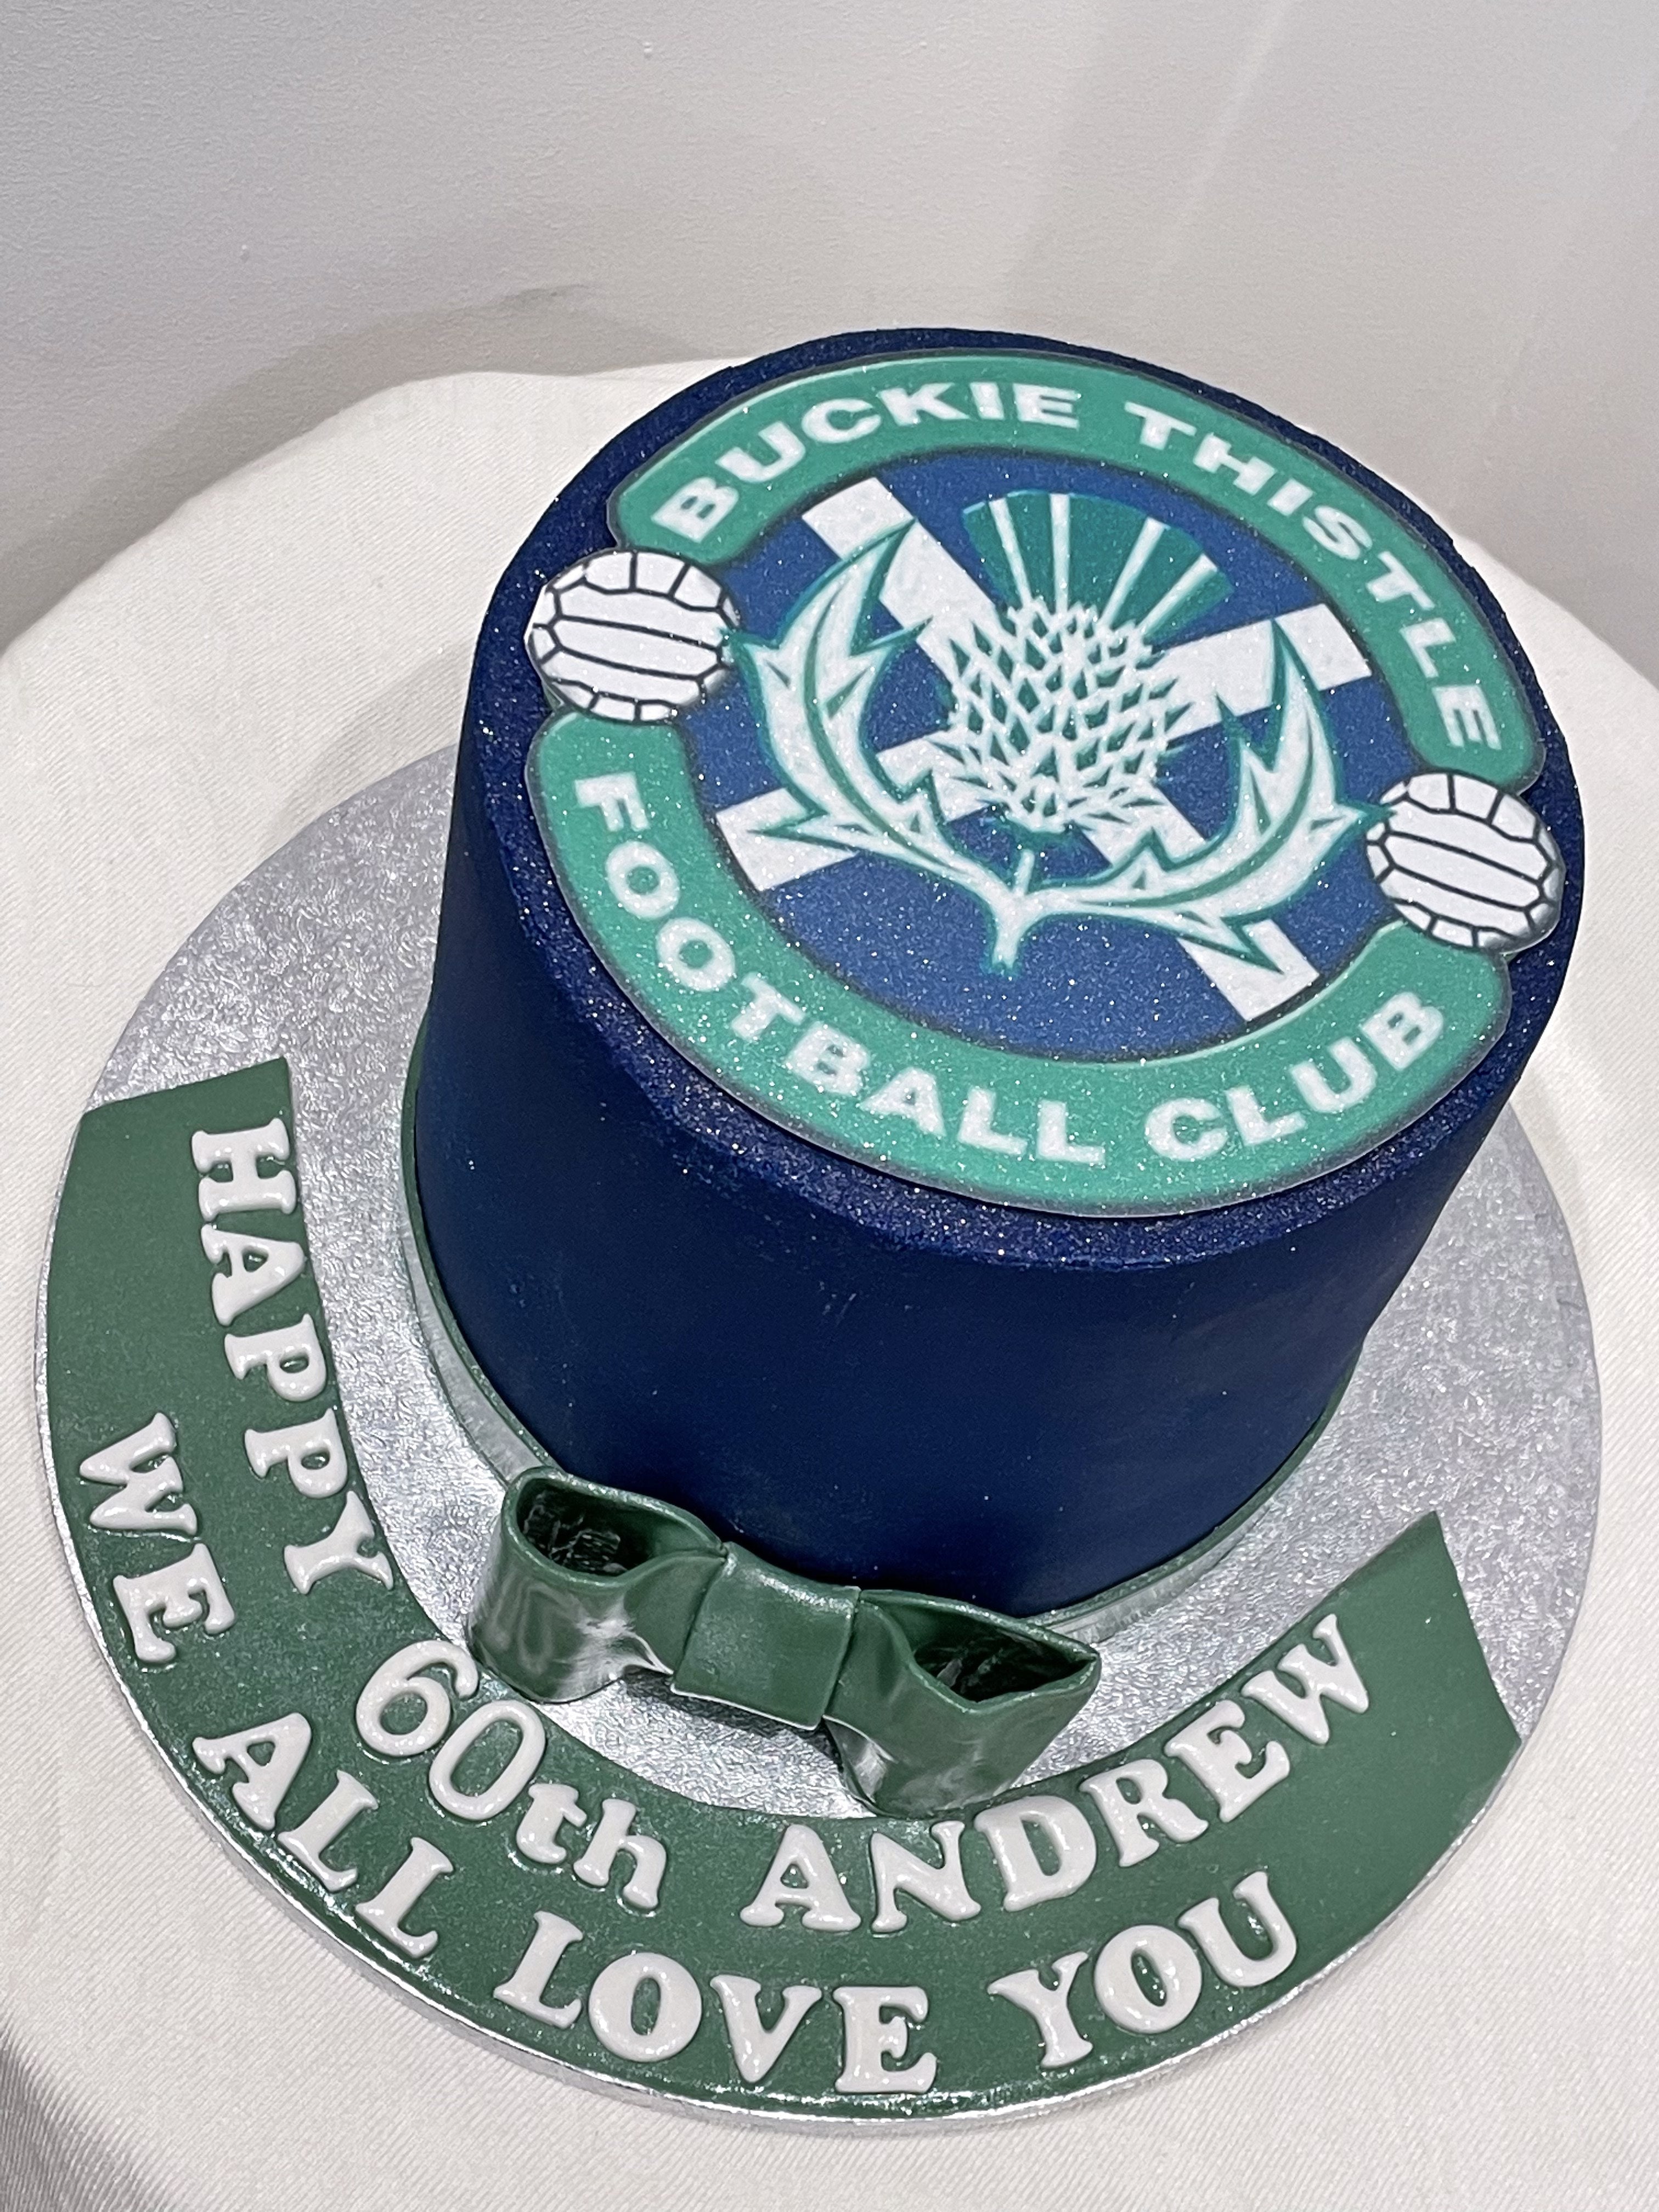 BUCKIE THISTLE
FOOTBALL CLUB
HAPPY 60th ANDREW
WE ALL LOVE YOU